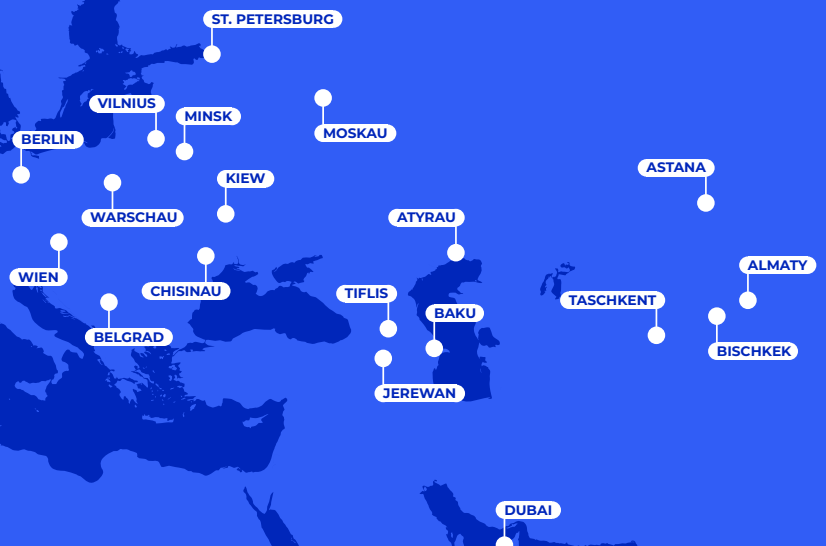 ST. PETERSBURG
VILNIUS
MINSK
MOSKAU
BERLIN
ASTANA
KIEW
WARSCHAU
ATYRAU
ALMATY
WIEN
CHISINAU
TIFLIS
TASCHKENT
BAKU
BELGRAD
BISCHKEK
JEREWAN
DUBAI